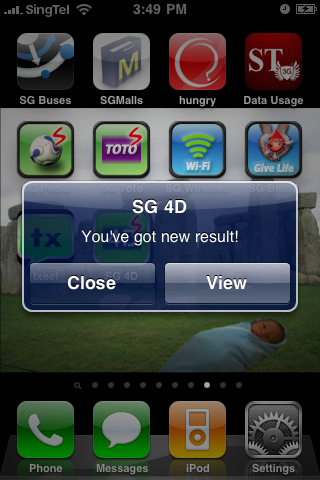 SingTel 3:49 PM
SG Buses SGMalls hungry Data Usage
M ST 3G
S S
TOTO Wi-Fi Give Life
SG Pools SG Toto SG Wireless SG Blood
SG 4D
You've got new result!
Close View
tx
txeet SG 4D
Phone Messages iPod Settings